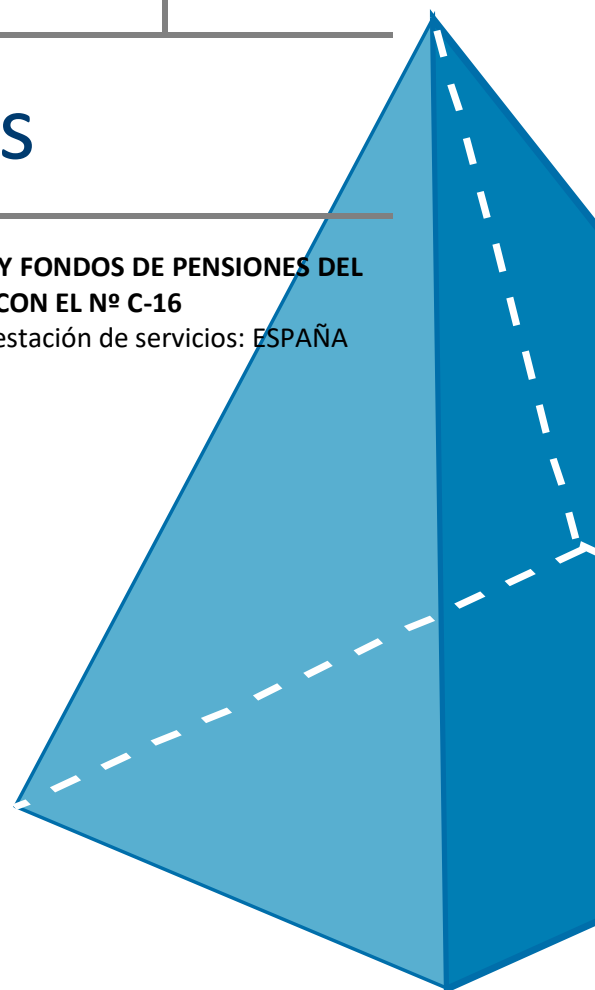 s
Y FONDOS DE PENSIONES DEL
CON EL Nº C-16
estación de servicios: ESPAÑA